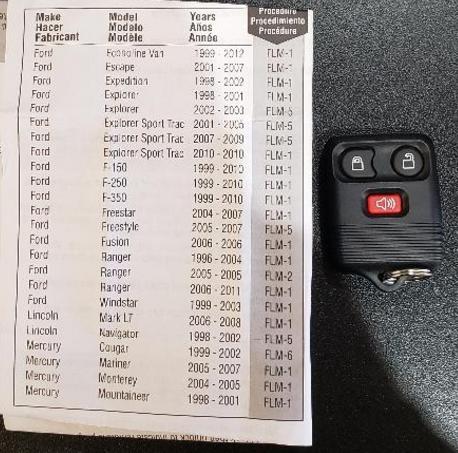 Make Model Years Procedure
Hacer Modelo Años Procedimiento
Fabricant Modèle Année Procédure
Ford Econoline Van 1999 - 2012 FLM-1
Ford Escape 2001 - 2007 FLM-1
Ford Expedition 1998 - 2002 FLM-1
Ford Explorer 1998 - 2001 FLM-1
Ford Explorer 2002 - 2003 FLM-5
Ford Explorer Sport Trac 2001 - 2005 FLM-5
Ford Explorer Sport Trac 2007 - 2009 FLM-5
Ford Explorer Sport Trac 2010 - 2010 FLM-1
Ford F-150 1999 - 2010 FLM-1
Ford F-250 1999 - 2010 FLM-1
Ford F-350 1999 - 2010 FLM-1
Ford Freestar 2004 - 2007 FLM-1
Ford Freestyle 2005 - 2007 FLM-5
Ford Fusion 2006 - 2006 FLM-1
Ford Ranger 1996 - 2004 FLM-1
Ford Ranger 2005 - 2005 FLM-2
Ford Ranger 2006 - 2011 FLM-1
Ford Windstar 1999 - 2003 FLM-1
Lincoln Mark LT 2006 - 2008 FLM-1
Lincoln Navigator 1998 - 2002 FLM-5
Mercury Cougar 1999 - 2002 FLM-6
Mercury Mariner 2005 - 2007 FLM-1
Mercury Monterey 2004 - 2005 FLM-1
Mercury Mountaineer 1998 - 2001 FLM-1